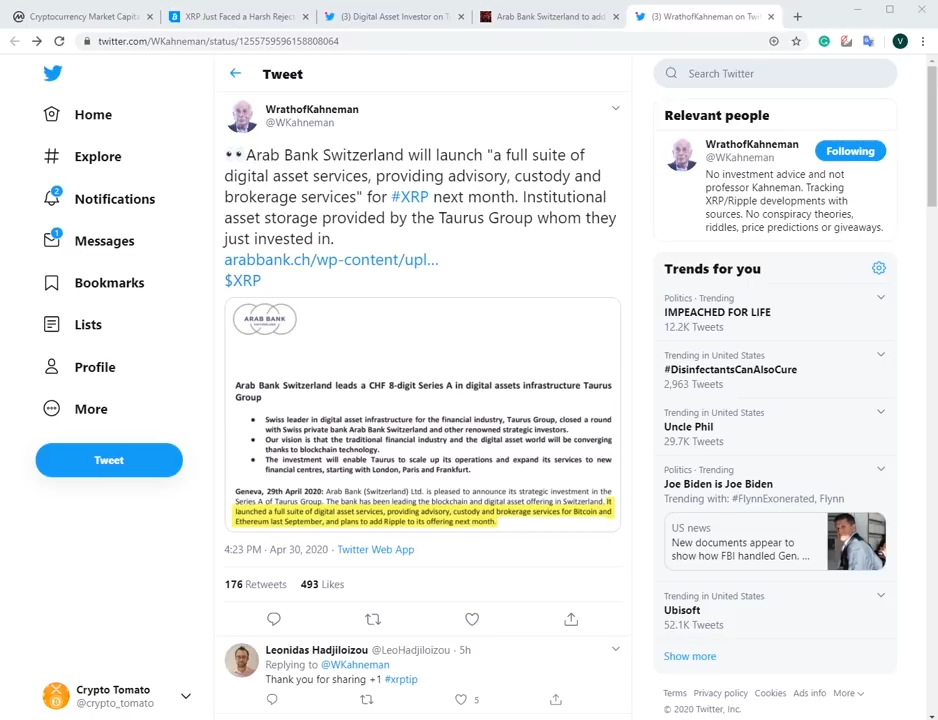 Cryptocurrency Market Capit
XRP Just Faced a Harsh Reject
(3) Digital Asset Investor on T
Arab Bank Switzerland to add
(3) WrathofKahneman on Twi
twitter.com/WKahneman/status/1255759596158808064
V
Home
Explore
2
Notifications
1
Messages
Bookmarks
Lists
Profile
More
Tweet
Crypto Tomato
@crypto_tomato
Tweet
WrathofKahneman
@WKahneman
👀Arab Bank Switzerland will launch "a full suite of
digital asset services, providing advisory, custody and
brokerage services" for #XRP next month. Institutional
asset storage provided by the Taurus Group whom they
just invested in.
arabbank.ch/wp-content/upl...
$XRP
ARAB BANK
SWITZERLAND
Arab Bank Switzerland leads a CHF 8-digit Series A in digital assets infrastructure Taurus
Group
• Swiss leader in digital asset infrastructure for the financial industry, Taurus Group, closed a round
with Swiss private bank Arab Bank Switzerland and other renowned strategic investors.
• Our vision is that the traditional financial industry and the digital asset world will be converging
thanks to blockchain technology.
• The investment will enable Taurus to scale up its operations and expand its services to new
financial centres, starting with London, Paris and Frankfurt.
Geneva, 29th April 2020: Arab Bank (Switzerland) Ltd. is pleased to announce its strategic investment in the
Series A of Taurus Group. The bank has been leading the blockchain and digital asset offering in Switzerland. It
launched a full suite of digital asset services, providing advisory, custody and brokerage services for Bitcoin and
Ethereum last September, and plans to add Ripple to its offering next month.
4:23 PM · Apr 30, 2020 · Twitter Web App
176 Retweets 493 Likes
Leonidas Hadjiloizou @LeoHadjiloizou · 5h
Replying to @WKahneman
Thank you for sharing +1 #xrptip
5
Search Twitter
Relevant people
WrathofKahneman
@WKahneman
Following
No investment advice and not
professor Kahneman. Tracking
XRP/Ripple developments with
sources. No conspiracy theories,
riddles, price predictions or giveaways.
Trends for you
Politics · Trending
IMPEACHED FOR LIFE
12.2K Tweets
Trending in United States
#DisinfectantsCanAlsoCure
2,963 Tweets
Trending in United States
Uncle Phil
29.7K Tweets
Politics · Trending
Joe Biden is Joe Biden
Trending with: #FlynnExonerated, Flynn
US news
New documents appear to
show how FBI handled Gen. ...
Trending in United States
Ubisoft
52.1K Tweets
Show more
Terms Privacy policy Cookies Ads info More
© 2020 Twitter, Inc.